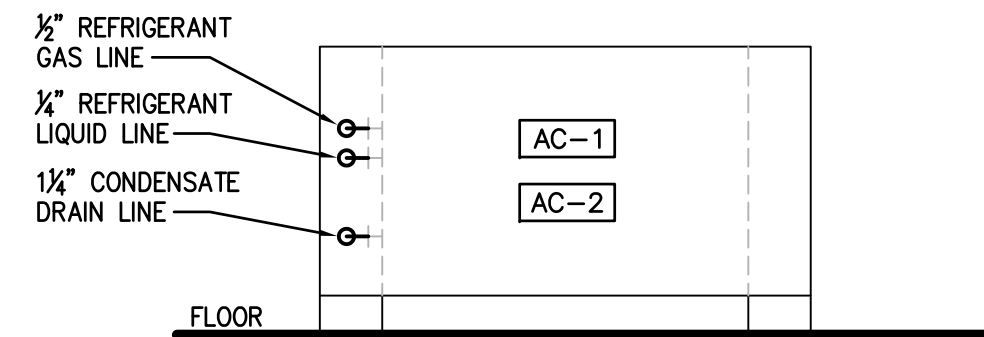 ½” REFRIGERANT
GAS LINE
¼” REFRIGERANT
LIQUID LINE
1¼” CONDENSATE
DRAIN LINE
AC-1
AC-2
FLOOR